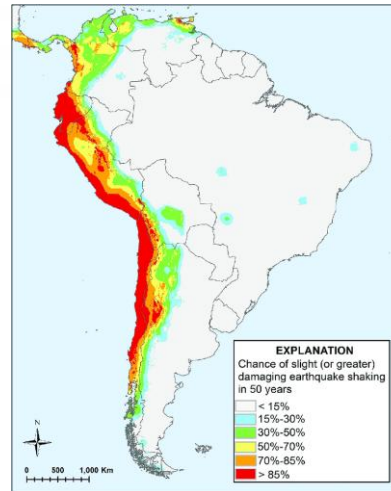 EXPLANATION
Chance of slight (or greater)
damaging earthquake shaking
in 50 years
< 15%
15%-30%
30%-50%
50%-70%
70%-85%
> 85%
N
0 500 1,000 Km